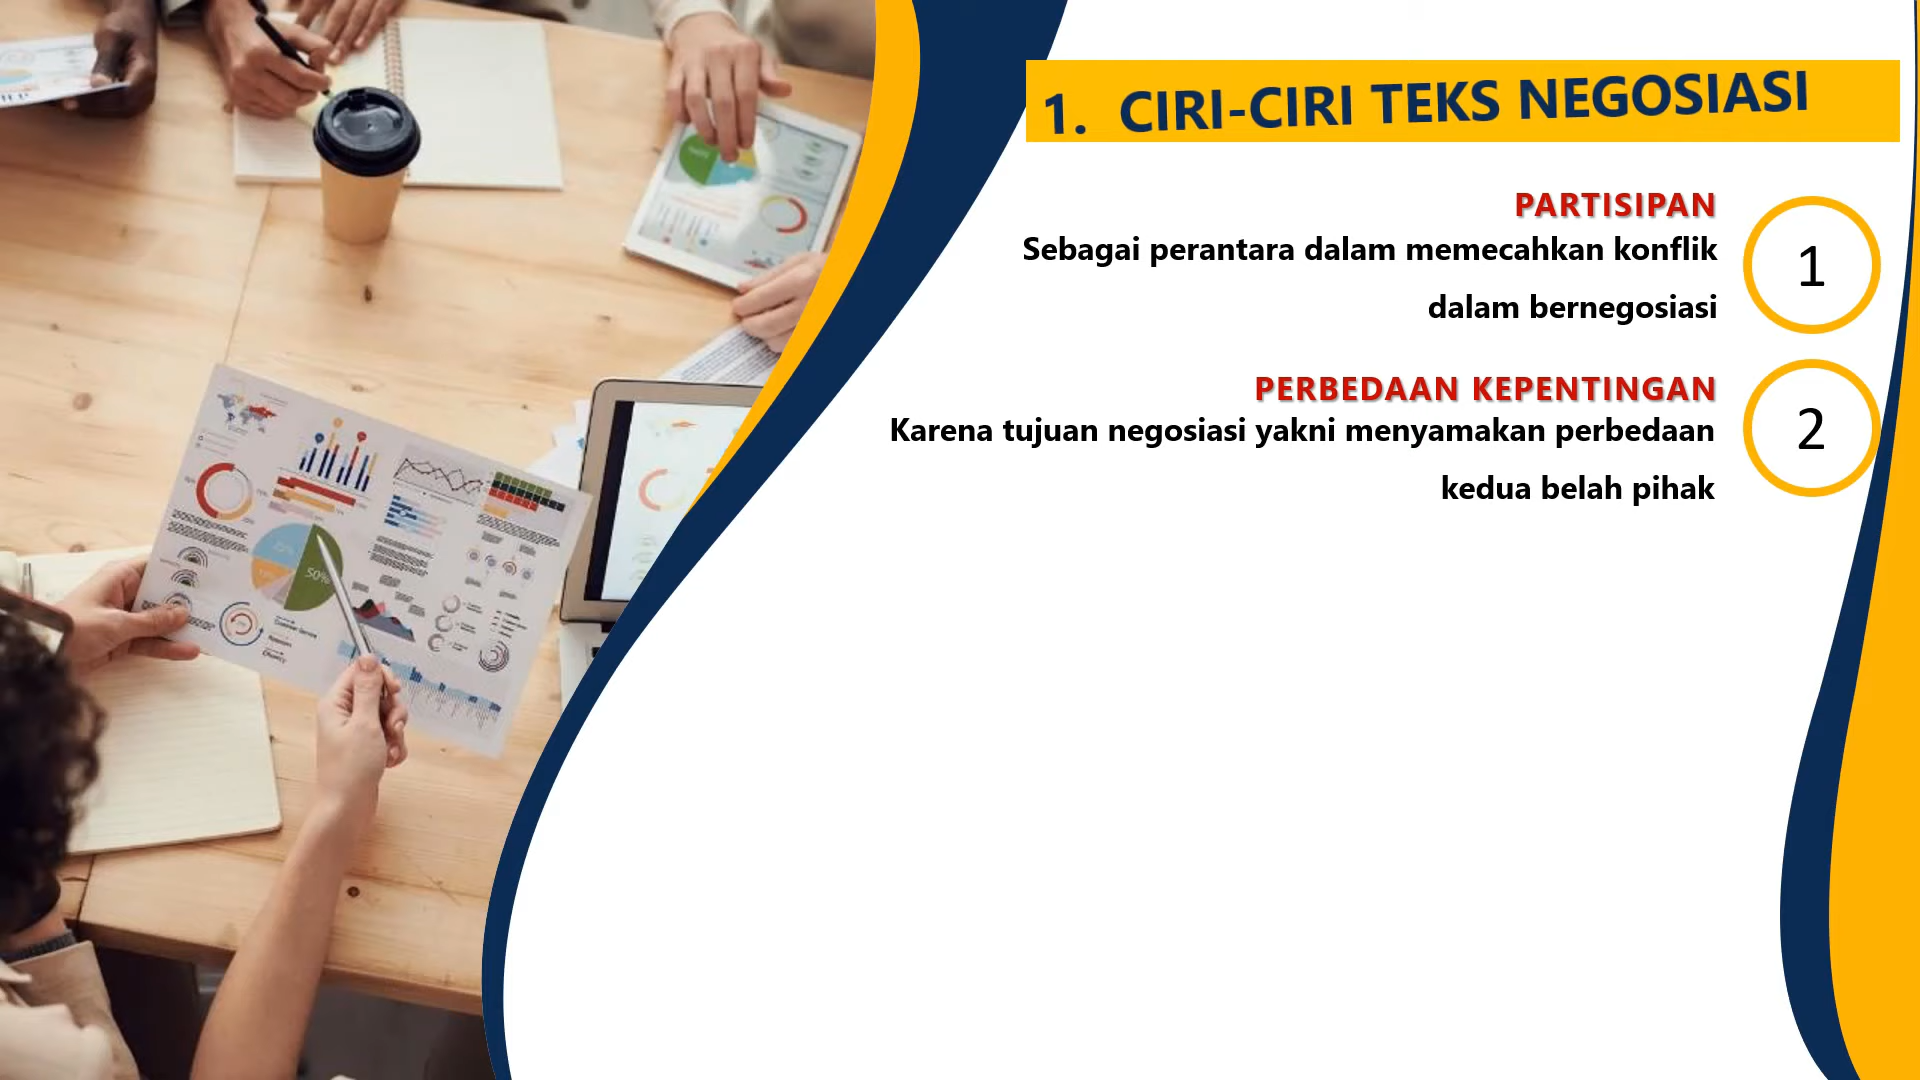 1. CIRI-CIRI TEKS NEGOSIASI
PARTISIPAN
Sebagai perantara dalam memecahkan konflik
dalam bernegosiasi
1
PERBEDAAN KEPENTINGAN
Karena tujuan negosiasi yakni menyamakan perbedaan
kedua belah pihak
2
50%